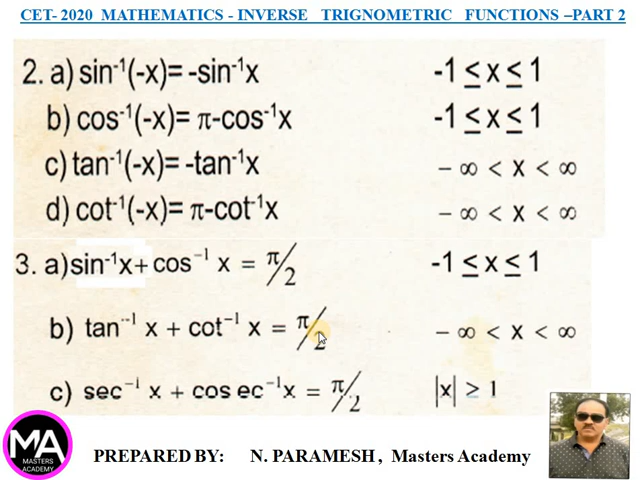 CET- 2020 MATHEMATICS - INVERSE TRIGNOMETRIC FUNCTIONS –PART 2
2. a) sin⁻¹(-x)= -sin⁻¹x -1 ≤ x ≤ 1
b) cos⁻¹(-x)= π-cos⁻¹x -1 ≤ x ≤ 1
c) tan⁻¹(-x)= -tan⁻¹x - ∞ < x < ∞
d) cot⁻¹(-x)= π-cot⁻¹x - ∞ < x < ∞
3. a) sin⁻¹x+ cos⁻¹ x = π/2 -1 ≤ x ≤ 1
b) tan⁻¹ x + cot⁻¹ x = π/2 - ∞ < x < ∞
c) sec⁻¹ x + cos ec⁻¹x = π/2 |x| ≥ 1
MA
MASTERS
ACADEMY
PREPARED BY: N. PARAMESH , Masters Academy